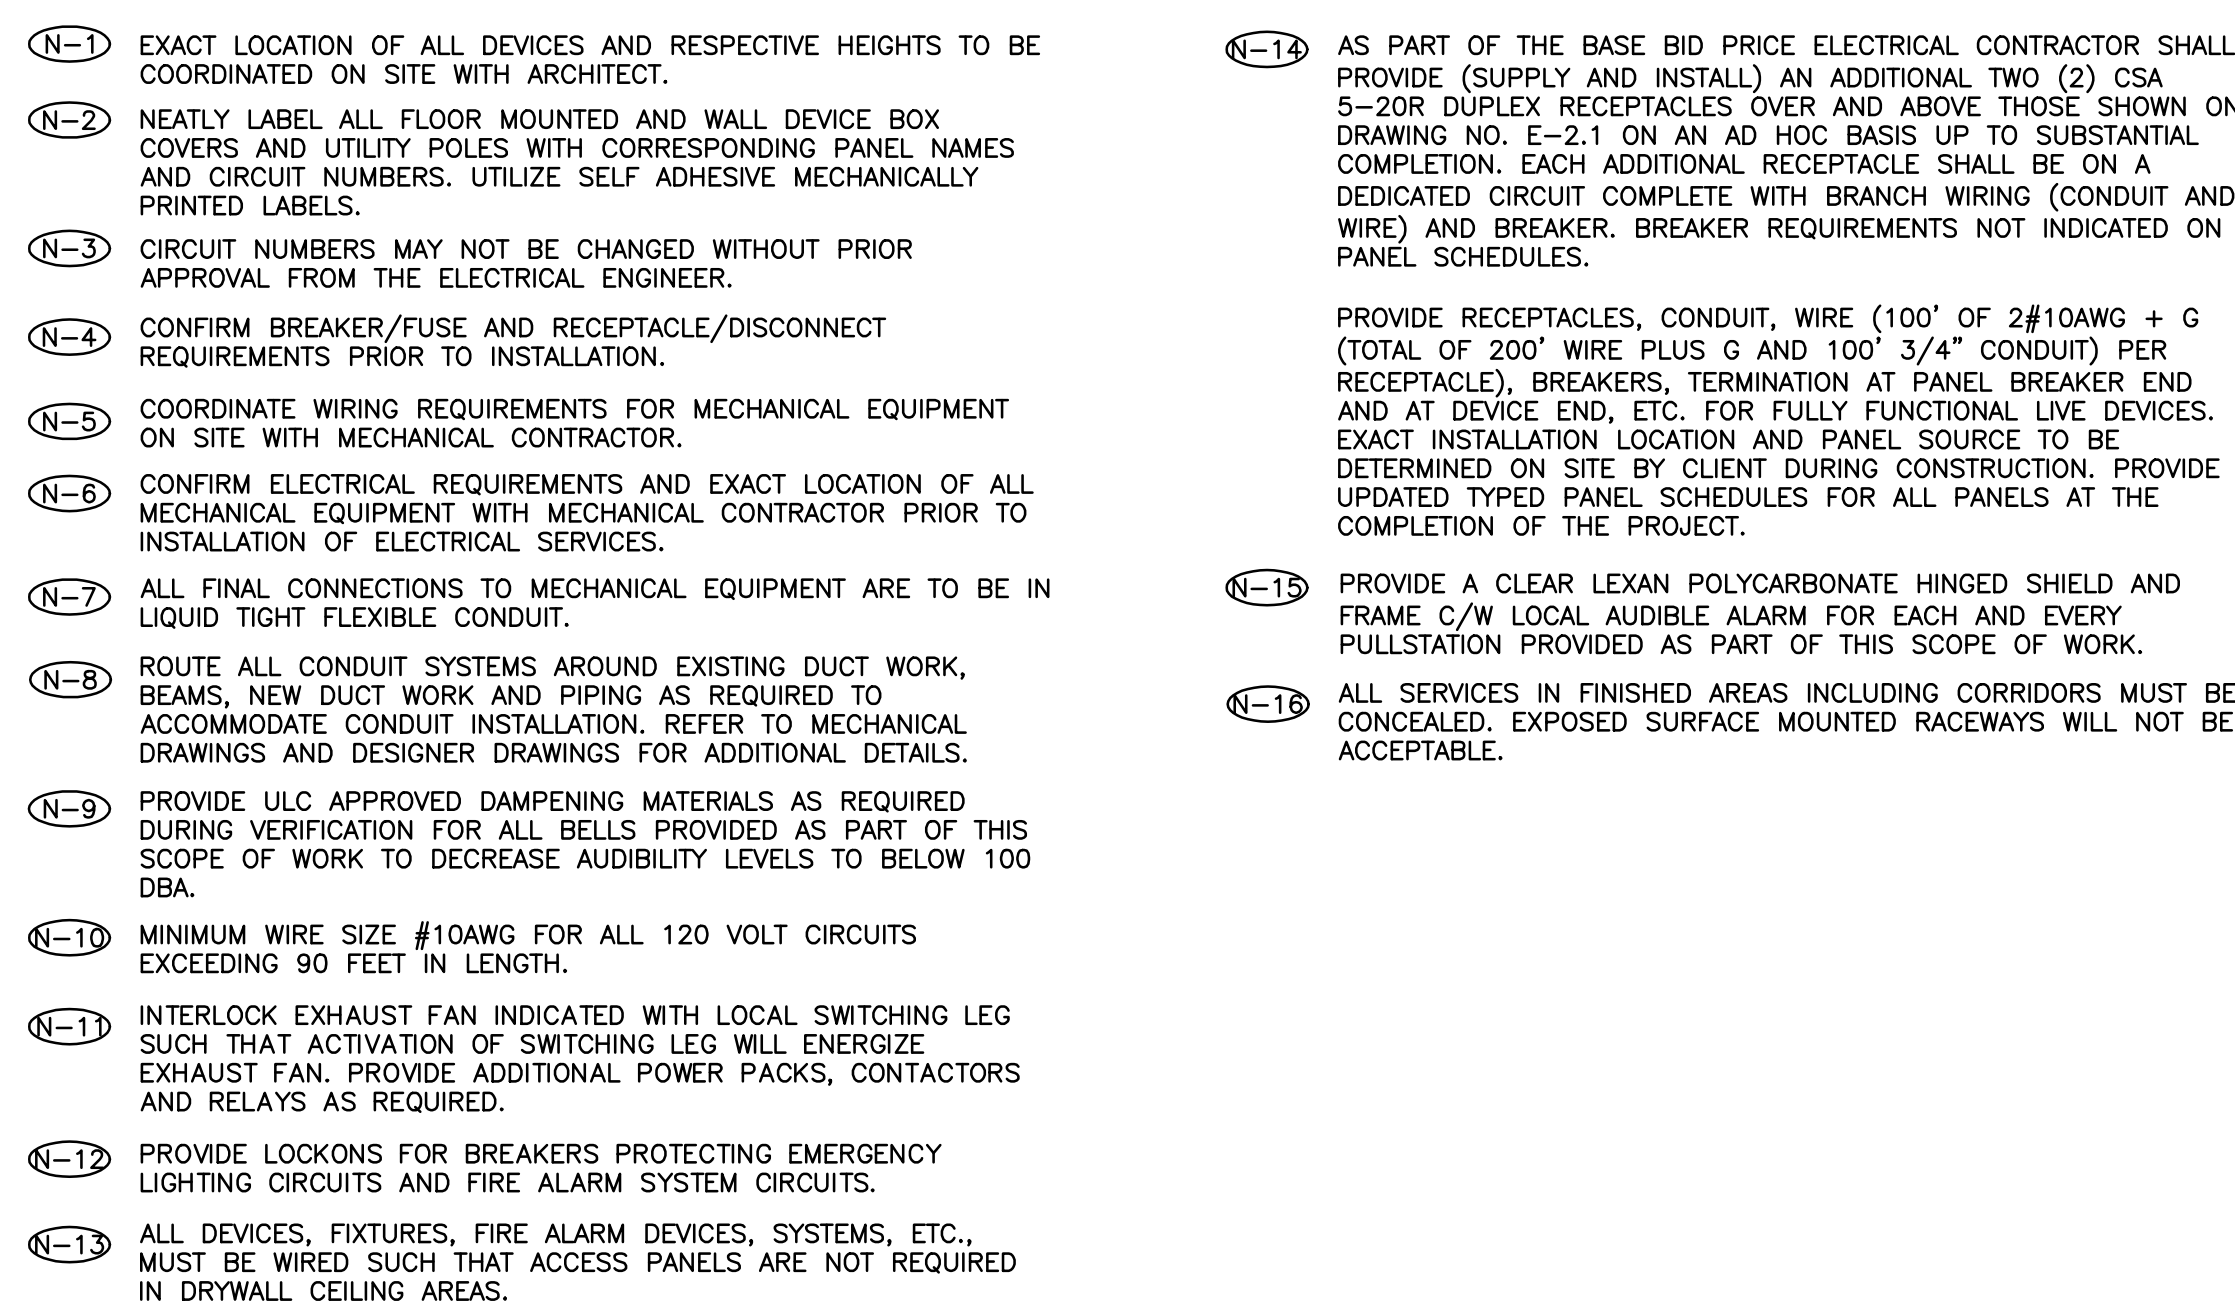 N-1 EXACT LOCATION OF ALL DEVICES AND RESPECTIVE HEIGHTS TO BE
COORDINATED ON SITE WITH ARCHITECT.
N-2 NEATLY LABEL ALL FLOOR MOUNTED AND WALL DEVICE BOX
COVERS AND UTILITY POLES WITH CORRESPONDING PANEL NAMES
AND CIRCUIT NUMBERS. UTILIZE SELF ADHESIVE MECHANICALLY
PRINTED LABELS.
N-3 CIRCUIT NUMBERS MAY NOT BE CHANGED WITHOUT PRIOR
APPROVAL FROM THE ELECTRICAL ENGINEER.
N-4 CONFIRM BREAKER/FUSE AND RECEPTACLE/DISCONNECT
REQUIREMENTS PRIOR TO INSTALLATION.
N-5 COORDINATE WIRING REQUIREMENTS FOR MECHANICAL EQUIPMENT
ON SITE WITH MECHANICAL CONTRACTOR.
N-6 CONFIRM ELECTRICAL REQUIREMENTS AND EXACT LOCATION OF ALL
MECHANICAL EQUIPMENT WITH MECHANICAL CONTRACTOR PRIOR TO
INSTALLATION OF ELECTRICAL SERVICES.
N-7 ALL FINAL CONNECTIONS TO MECHANICAL EQUIPMENT ARE TO BE IN
LIQUID TIGHT FLEXIBLE CONDUIT.
N-8 ROUTE ALL CONDUIT SYSTEMS AROUND EXISTING DUCT WORK,
BEAMS, NEW DUCT WORK AND PIPING AS REQUIRED TO
ACCOMMODATE CONDUIT INSTALLATION. REFER TO MECHANICAL
DRAWINGS AND DESIGNER DRAWINGS FOR ADDITIONAL DETAILS.
N-9 PROVIDE ULC APPROVED DAMPENING MATERIALS AS REQUIRED
DURING VERIFICATION FOR ALL BELLS PROVIDED AS PART OF THIS
SCOPE OF WORK TO DECREASE AUDIBILITY LEVELS TO BELOW 100
DBA.
N-10 MINIMUM WIRE SIZE #10AWG FOR ALL 120 VOLT CIRCUITS
EXCEEDING 90 FEET IN LENGTH.
N-11 INTERLOCK EXHAUST FAN INDICATED WITH LOCAL SWITCHING LEG
SUCH THAT ACTIVATION OF SWITCHING LEG WILL ENERGIZE
EXHAUST FAN. PROVIDE ADDITIONAL POWER PACKS, CONTACTORS
AND RELAYS AS REQUIRED.
N-12 PROVIDE LOCKONS FOR BREAKERS PROTECTING EMERGENCY
LIGHTING CIRCUITS AND FIRE ALARM SYSTEM CIRCUITS.
N-13 ALL DEVICES, FIXTURES, FIRE ALARM DEVICES, SYSTEMS, ETC.,
MUST BE WIRED SUCH THAT ACCESS PANELS ARE NOT REQUIRED
IN DRYWALL CEILING AREAS.
N-14 AS PART OF THE BASE BID PRICE ELECTRICAL CONTRACTOR SHALL
PROVIDE (SUPPLY AND INSTALL) AN ADDITIONAL TWO (2) CSA
5-20R DUPLEX RECEPTACLES OVER AND ABOVE THOSE SHOWN ON
DRAWING NO. E-2.1 ON AN AD HOC BASIS UP TO SUBSTANTIAL
COMPLETION. EACH ADDITIONAL RECEPTACLE SHALL BE ON A
DEDICATED CIRCUIT COMPLETE WITH BRANCH WIRING (CONDUIT AND
WIRE) AND BREAKER. BREAKER REQUIREMENTS NOT INDICATED ON
PANEL SCHEDULES.
PROVIDE RECEPTACLES, CONDUIT, WIRE (100' OF 2#10AWG + G
(TOTAL OF 200' WIRE PLUS G AND 100' 3/4" CONDUIT) PER
RECEPTACLE), BREAKERS, TERMINATION AT PANEL BREAKER END
AND AT DEVICE END, ETC. FOR FULLY FUNCTIONAL LIVE DEVICES.
EXACT INSTALLATION LOCATION AND PANEL SOURCE TO BE
DETERMINED ON SITE BY CLIENT DURING CONSTRUCTION. PROVIDE
UPDATED TYPED PANEL SCHEDULES FOR ALL PANELS AT THE
COMPLETION OF THE PROJECT.
N-15 PROVIDE A CLEAR LEXAN POLYCARBONATE HINGED SHIELD AND
FRAME C/W LOCAL AUDIBLE ALARM FOR EACH AND EVERY
PULLSTATION PROVIDED AS PART OF THIS SCOPE OF WORK.
N-16 ALL SERVICES IN FINISHED AREAS INCLUDING CORRIDORS MUST BE
CONCEALED. EXPOSED SURFACE MOUNTED RACEWAYS WILL NOT BE
ACCEPTABLE.